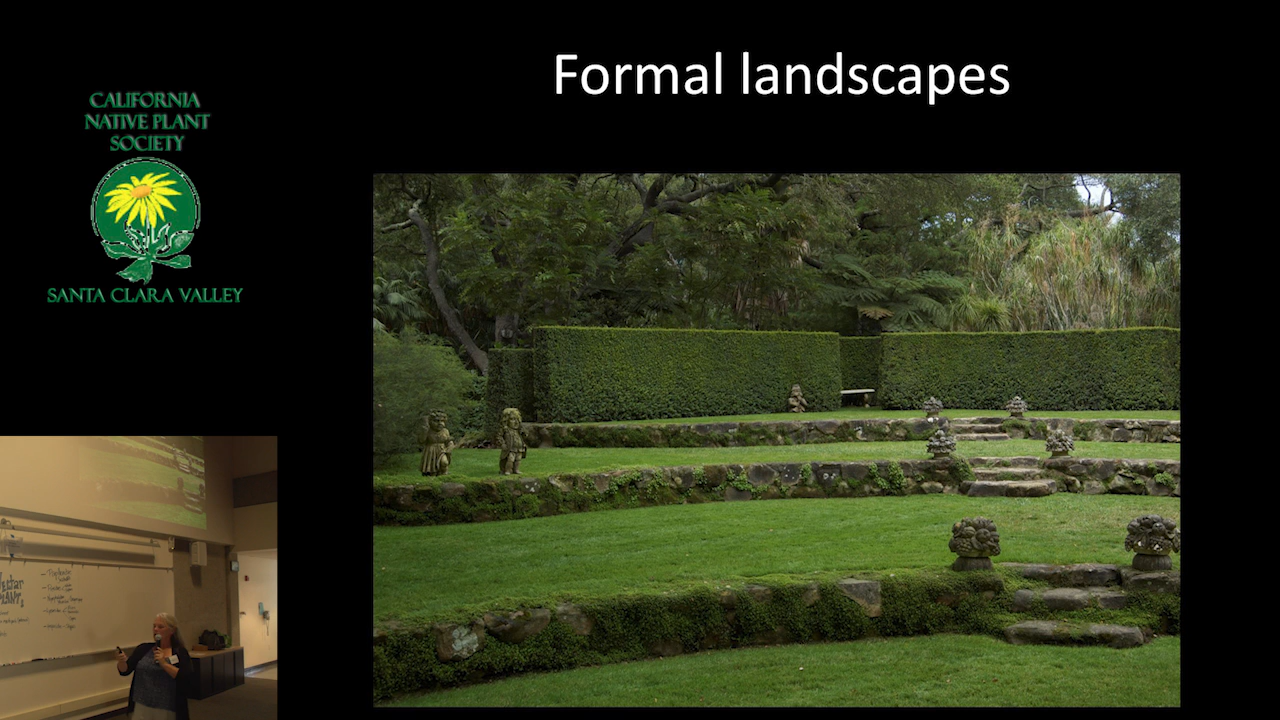 Formal landscapes
CALIFORNIA
NATIVE PLANT
SOCIETY
SANTA CLARA VALLEY